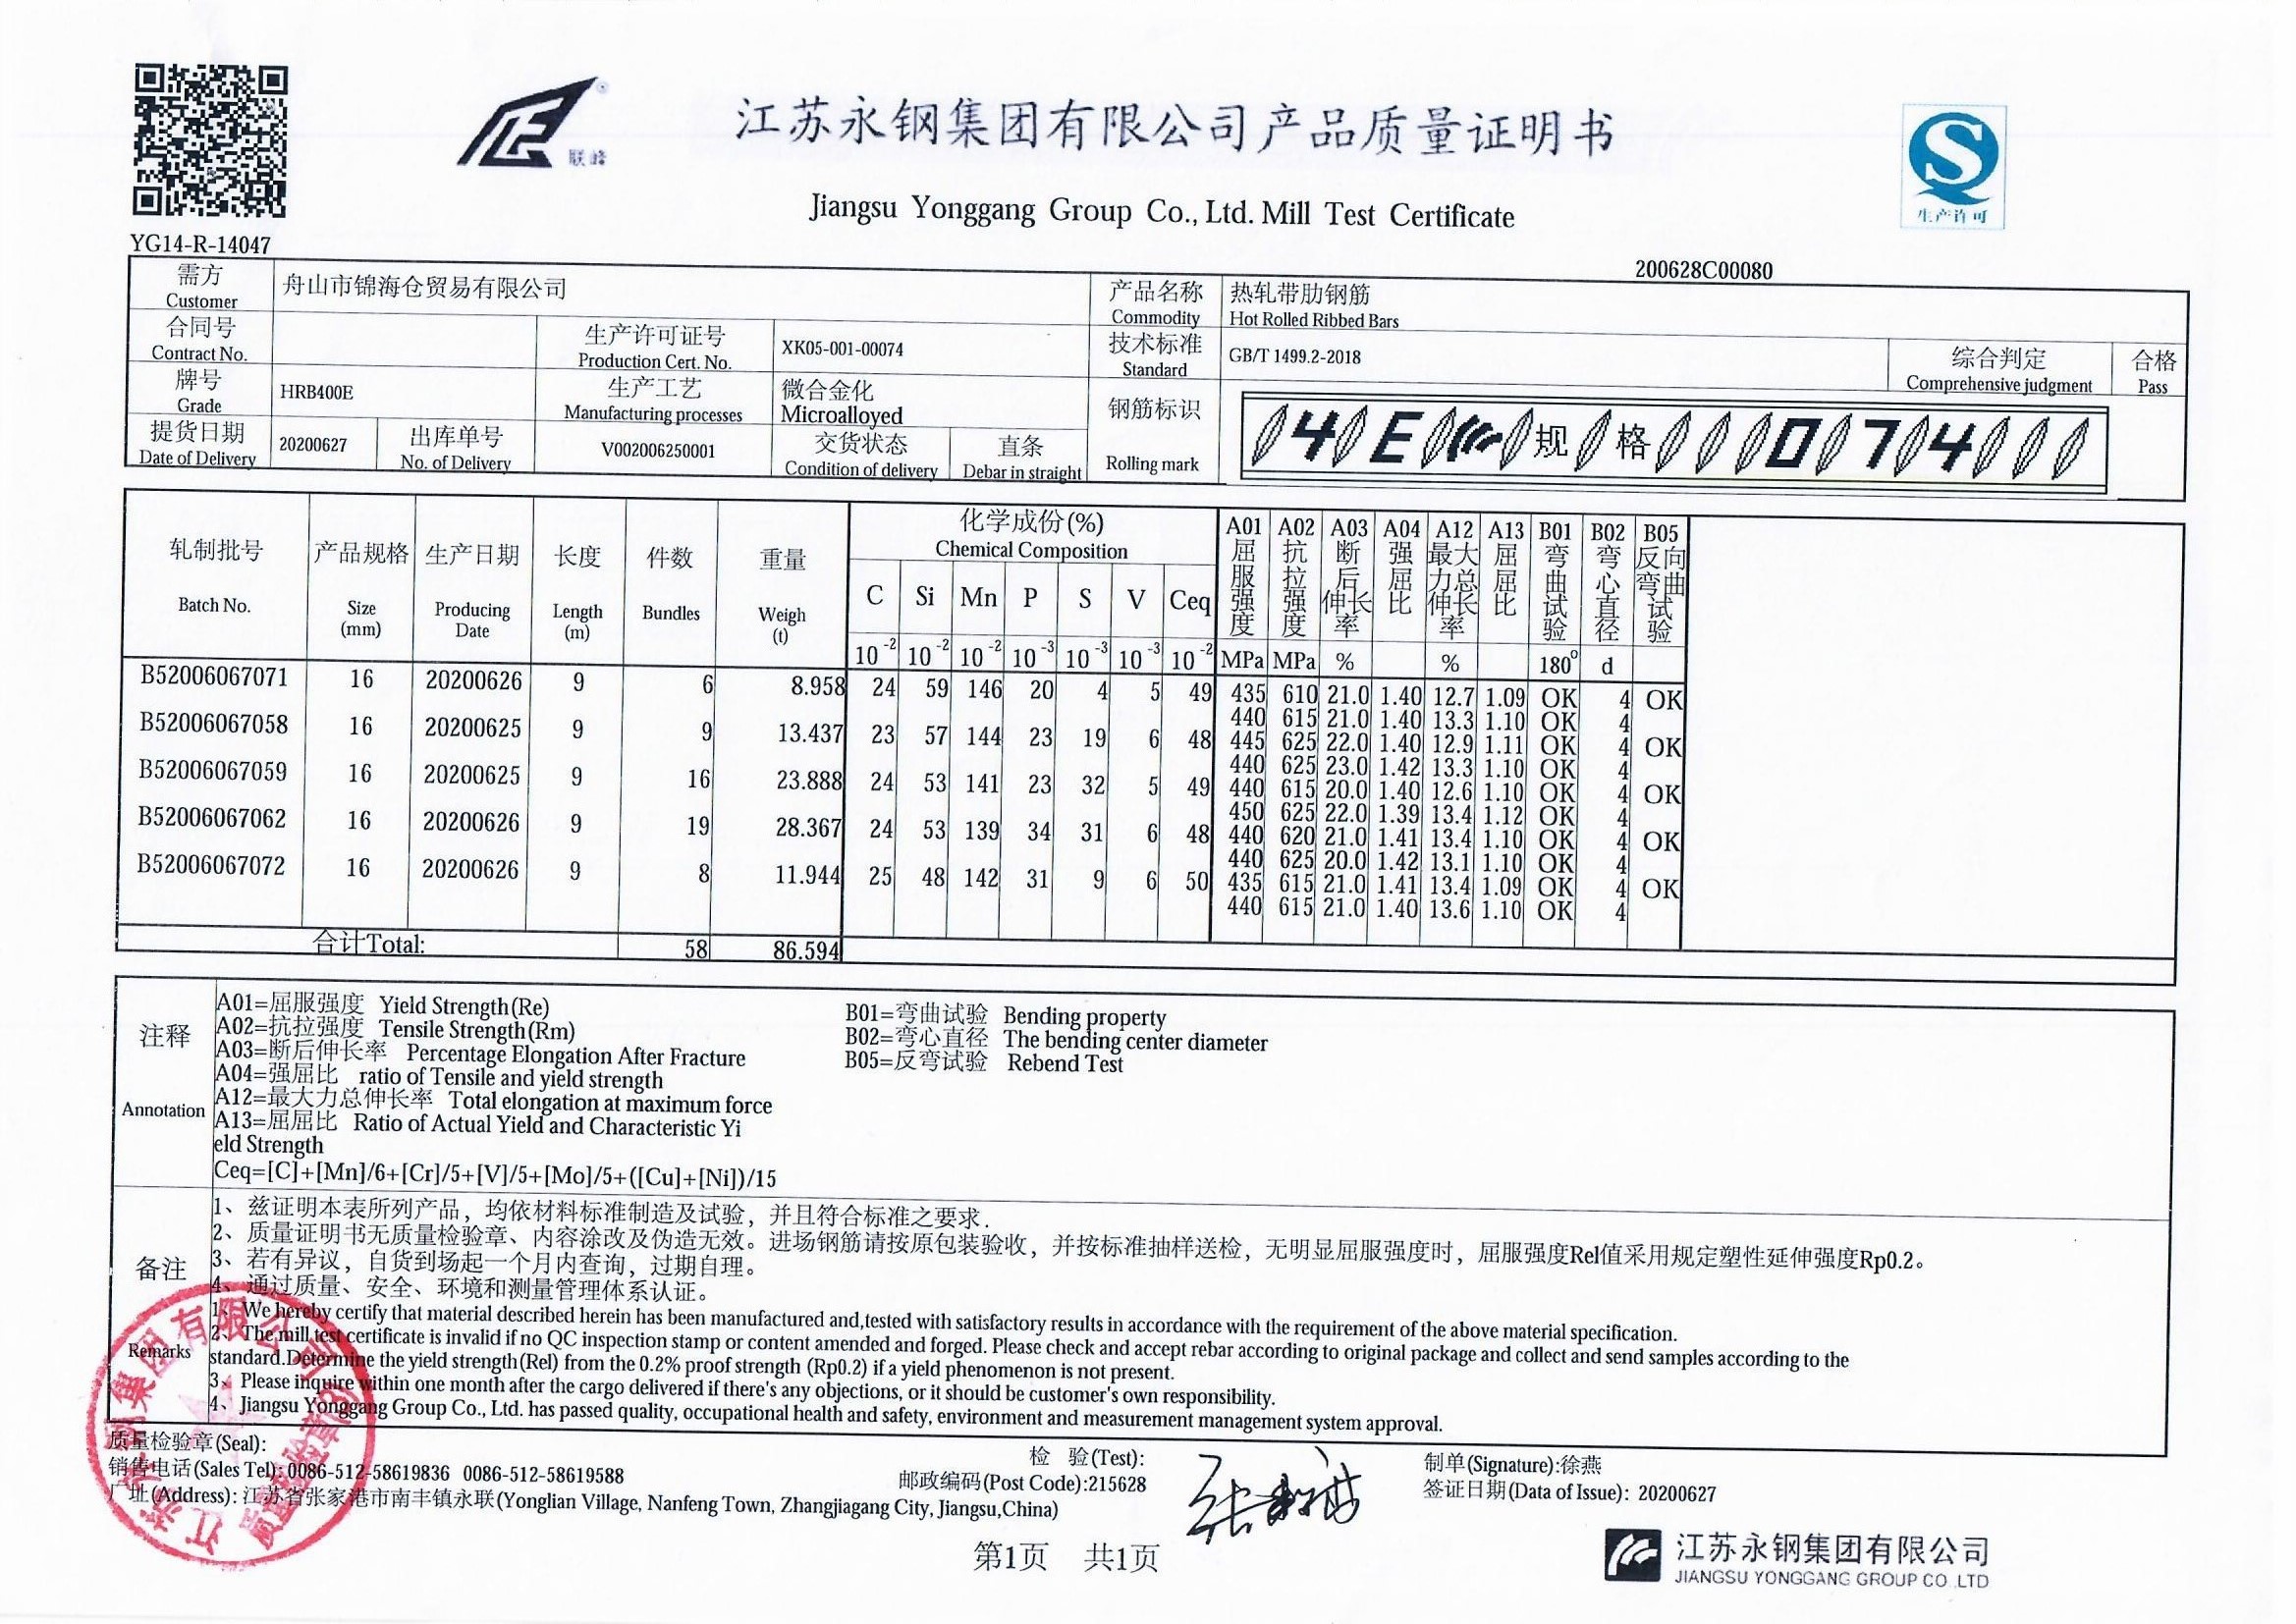 联峰
江苏永钢集团有限公司产品质量证明书
Jiangsu Yonggang Group Co., Ltd. Mill Test Certificate
生产许可
YG14-R-14047
200628C00080
需方 Customer 舟山市锦海仓贸易有限公司 产品名称 Commodity 热轧带肋钢筋 Hot Rolled Ribbed Bars
合同号 Contract No. 生产许可证号 Production Cert. No. XK05-001-00074 技术标准 Standard GB/T 1499.2-2018 综合判定 Comprehensive judgment 合格 Pass
牌号 Grade HRB400E 生产工艺 Manufacturing processes 微合金化 Microalloyed 钢筋标识 Rolling mark 4 E 规 格 0 7 4
提货日期 Date of Delivery 20200627 出库单号 No. of Delivery V002006250001 交货状态 Condition of delivery 直条 Debar in straight
轧制批号 Batch No. 产品规格 Size (mm) 生产日期 Producing Date 长度 Length (m) 件数 Bundles 重量 Weigh (t) 化学成份(%) Chemical Composition A01 屈服强度 A02 抗拉强度 A03 断后伸长率 A04 强屈比 A12 最大力总伸长率 A13 屈屈比 B01 弯曲试验 B02 弯心直径 B05 反向弯曲试验
C Si Mn P S V Ceq
10-2 10-2 10-2 10-3 10-3 10-3 10-2 MPa MPa % % 180° d
B52006067071 16 20200626 9 6 8.958 24 59 146 20 4 5 49 435 610 21.0 1.40 12.7 1.09 OK 4 OK
440 615 21.0 1.40 13.3 1.10 OK 4
B52006067058 16 20200625 9 9 13.437 23 57 144 23 19 6 48 445 625 22.0 1.40 12.9 1.11 OK 4 OK
440 625 23.0 1.42 13.3 1.10 OK 4
B52006067059 16 20200625 9 16 23.888 24 53 141 23 32 5 49 440 615 20.0 1.40 12.6 1.10 OK 4 OK
450 625 22.0 1.39 13.4 1.12 OK 4
B52006067062 16 20200626 9 19 28.367 24 53 139 34 31 6 48 440 620 21.0 1.41 13.4 1.10 OK 4 OK
440 625 20.0 1.42 13.1 1.10 OK 4
B52006067072 16 20200626 9 8 11.944 25 48 142 31 9 6 50 435 615 21.0 1.41 13.4 1.09 OK 4 OK
440 615 21.0 1.40 13.6 1.10 OK 4
合计Total: 58 86.594
注释 Annotation
A01=屈服强度 Yield Strength(Re) B01=弯曲试验 Bending property
A02=抗拉强度 Tensile Strength(Rm) B02=弯心直径 The bending center diameter
A03=断后伸长率 Percentage Elongation After Fracture B05=反弯试验 Rebend Test
A04=强屈比 ratio of Tensile and yield strength
A12=最大力总伸长率 Total elongation at maximum force
A13=屈屈比 Ratio of Actual Yield and Characteristic Yi
eld Strength
Ceq=[C]+[Mn]/6+[Cr]/5+[V]/5+[Mo]/5+([Cu]+[Ni])/15
备注 Remarks
1、兹证明本表所列产品，均依材料标准制造及试验，并且符合标准之要求.
2、质量证明书无质量检验章、内容涂改及伪造无效。进场钢筋请按原包装验收，并按标准抽样送检，无明显屈服强度时，屈服强度Rel值采用规定塑性延伸强度Rp0.2。
3、若有异议，自货到场起一个月内查询，过期自理。
4、通过质量、安全、环境和测量管理体系认证。
1、We hereby certify that material described herein has been manufactured and,tested with satisfactory results in accordance with the requirement of the above material specification.
2、The mill test certificate is invalid if no QC inspection stamp or content amended and forged. Please check and accept rebar according to original package and collect and send samples according to the
standard.Determine the yield strength(Rel) from the 0.2% proof strength (Rp0.2) if a yield phenomenon is not present.
3、Please inquire within one month after the cargo delivered if there's any objections, or it should be customer's own responsibility.
4、Jiangsu Yonggang Group Co., Ltd. has passed quality, occupational health and safety, environment and measurement management system approval.
质量检验章(Seal): 检 验(Test): 制单(Signature):徐燕
销售电话(Sales Tel): 0086-512-58619836 0086-512-58619588 邮政编码(Post Code):215628 签证日期(Data of Issue): 20200627
厂址(Address): 江苏省张家港市南丰镇永联(Yonglian Village, Nanfeng Town, Zhangjiagang City, Jiangsu,China)
第1页 共1页
江苏永钢集团有限公司
JIANGSU YONGGANG GROUP CO .LTD